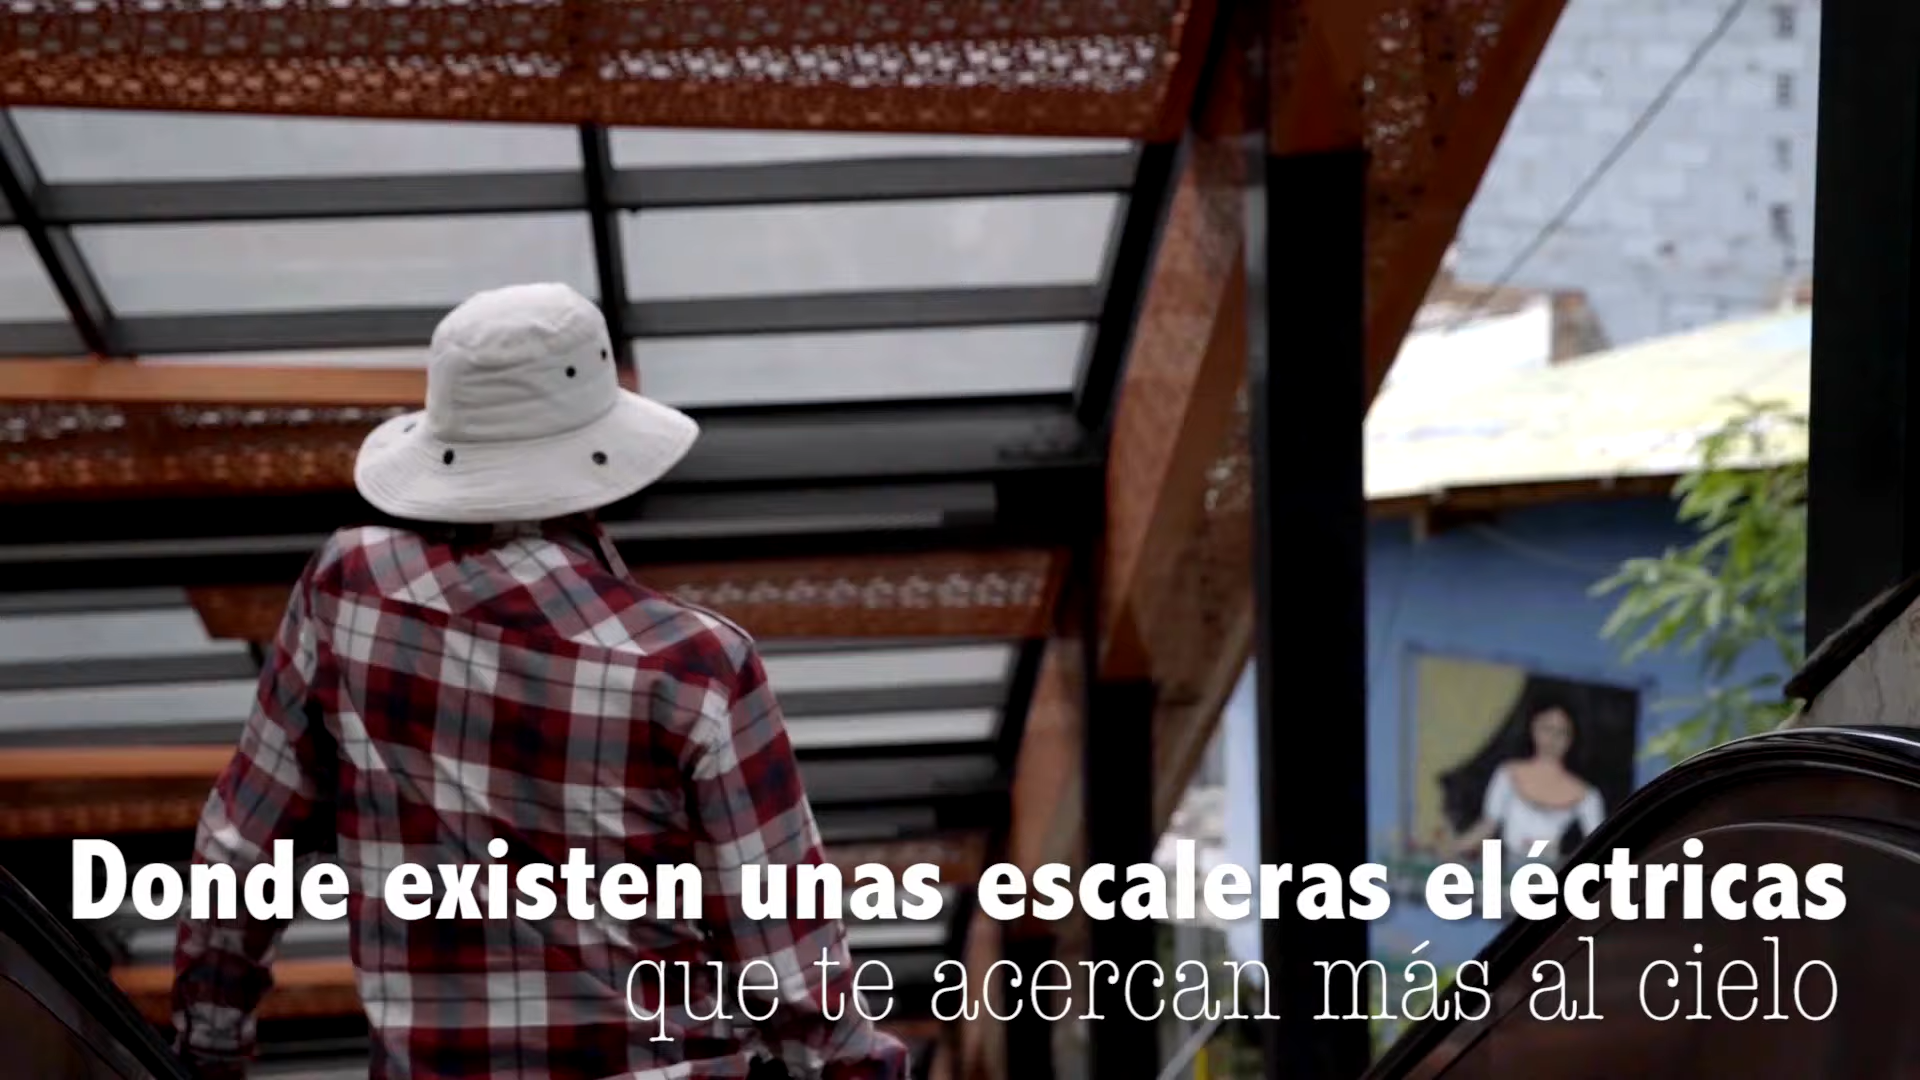 Donde existen unas escaleras eléctricas
que te acercan más al cielo